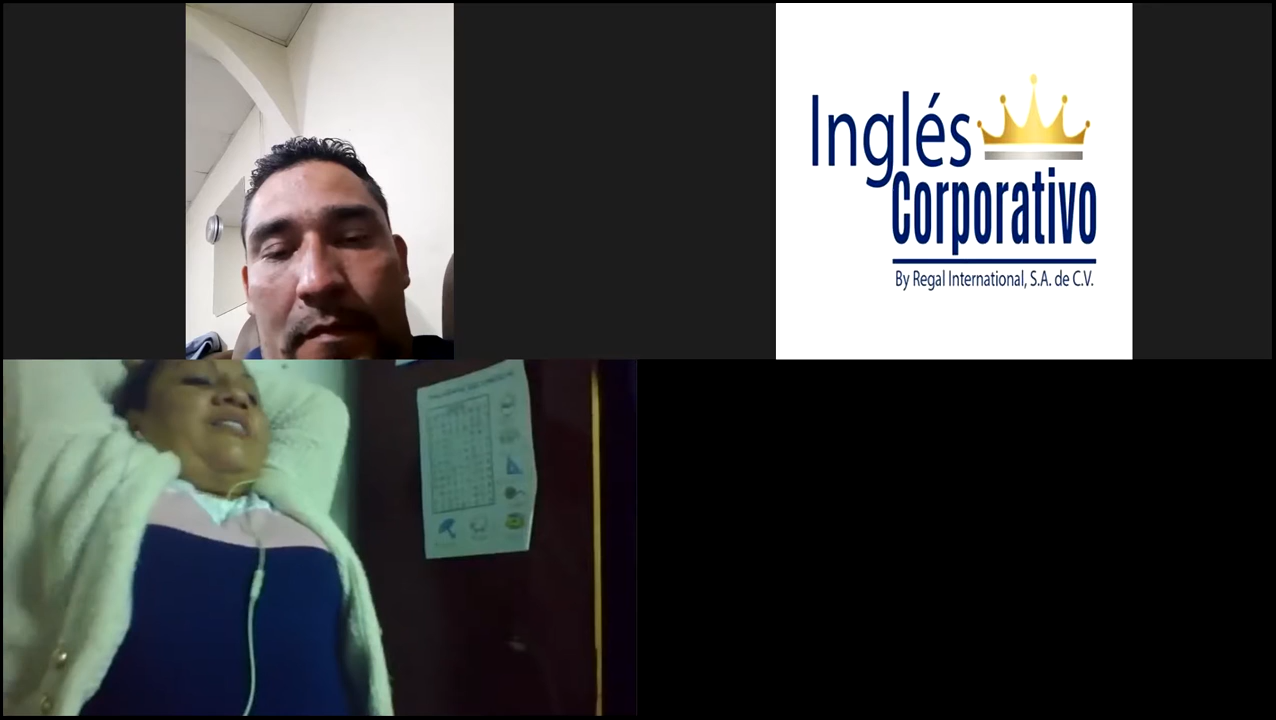 Inglés
Corporativo
By Regal International, S.A. de C.V.